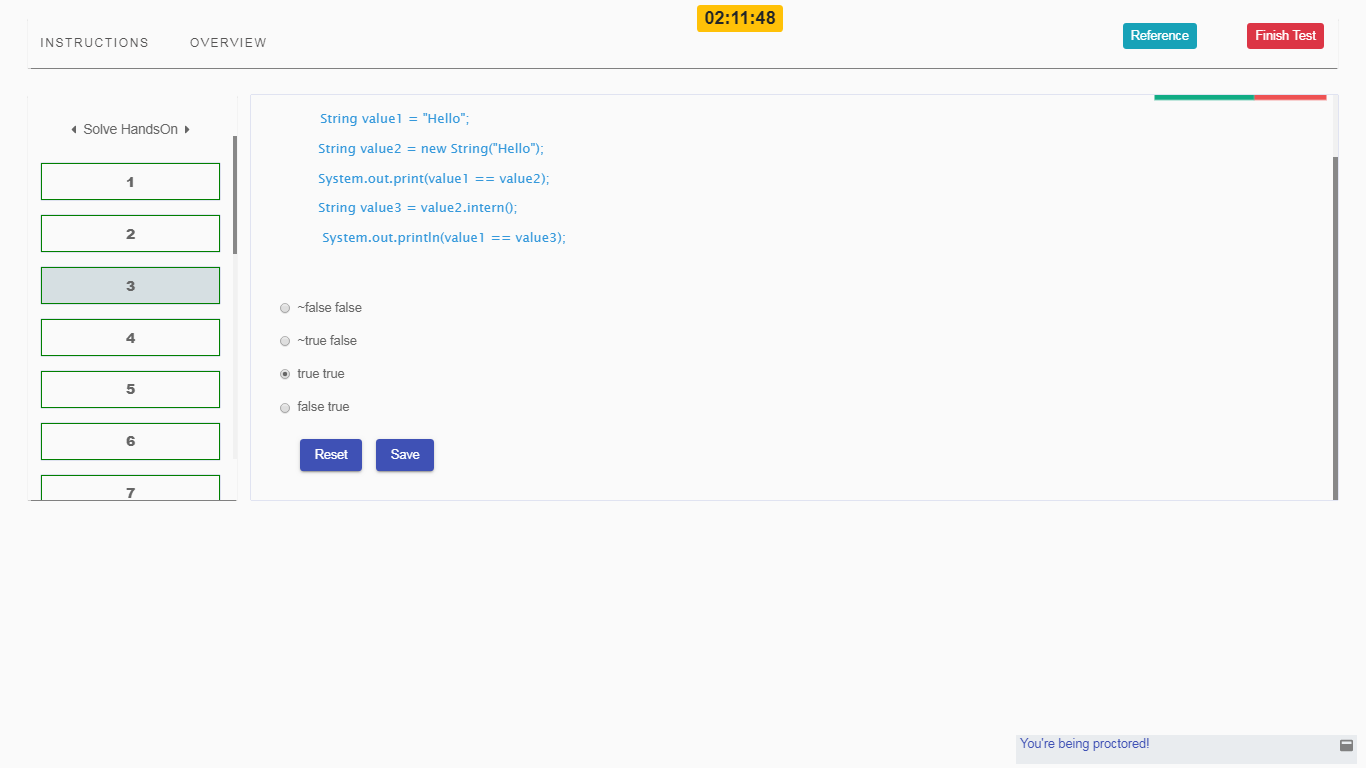 02:11:48
INSTRUCTIONS
OVERVIEW
Reference
Finish Test
Solve HandsOn
1
2
3
4
5
6
7
String value1 = "Hello";
String value2 = new String("Hello");
System.out.print(value1 == value2);
String value3 = value2.intern();
System.out.println(value1 == value3);
~false false
~true false
true true
false true
Reset
Save
You're being proctored!